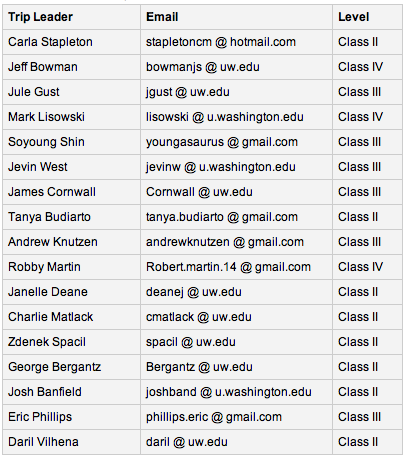 Trip Leader Email Level
Carla Stapleton stapletoncm @ hotmail.com Class II
Jeff Bowman bowmanjs @ uw.edu Class IV
Jule Gust jgust @ uw.edu Class III
Mark Lisowski lisowski @ u.washington.edu Class IV
Soyoung Shin youngasaurus @ gmail.com Class III
Jevin West jevinw @ u.washington.edu Class III
James Cornwall Cornwall @ uw.edu Class III
Tanya Budiarto tanya.budiarto @ gmail.com Class II
Andrew Knutzen andrewknutzen @ gmail.com Class III
Robby Martin Robert.martin.14 @ gmail.com Class IV
Janelle Deane deanej @ uw.edu Class II
Charlie Matlack cmatlack @ uw.edu Class II
Zdenek Spacil spacil @ uw.edu Class II
George Bergantz Bergantz @ uw.edu Class II
Josh Banfield joshband @ u.washington.edu Class II
Eric Phillips phillips.eric @ gmail.com Class III
Daril Vilhena daril @ uw.edu Class II